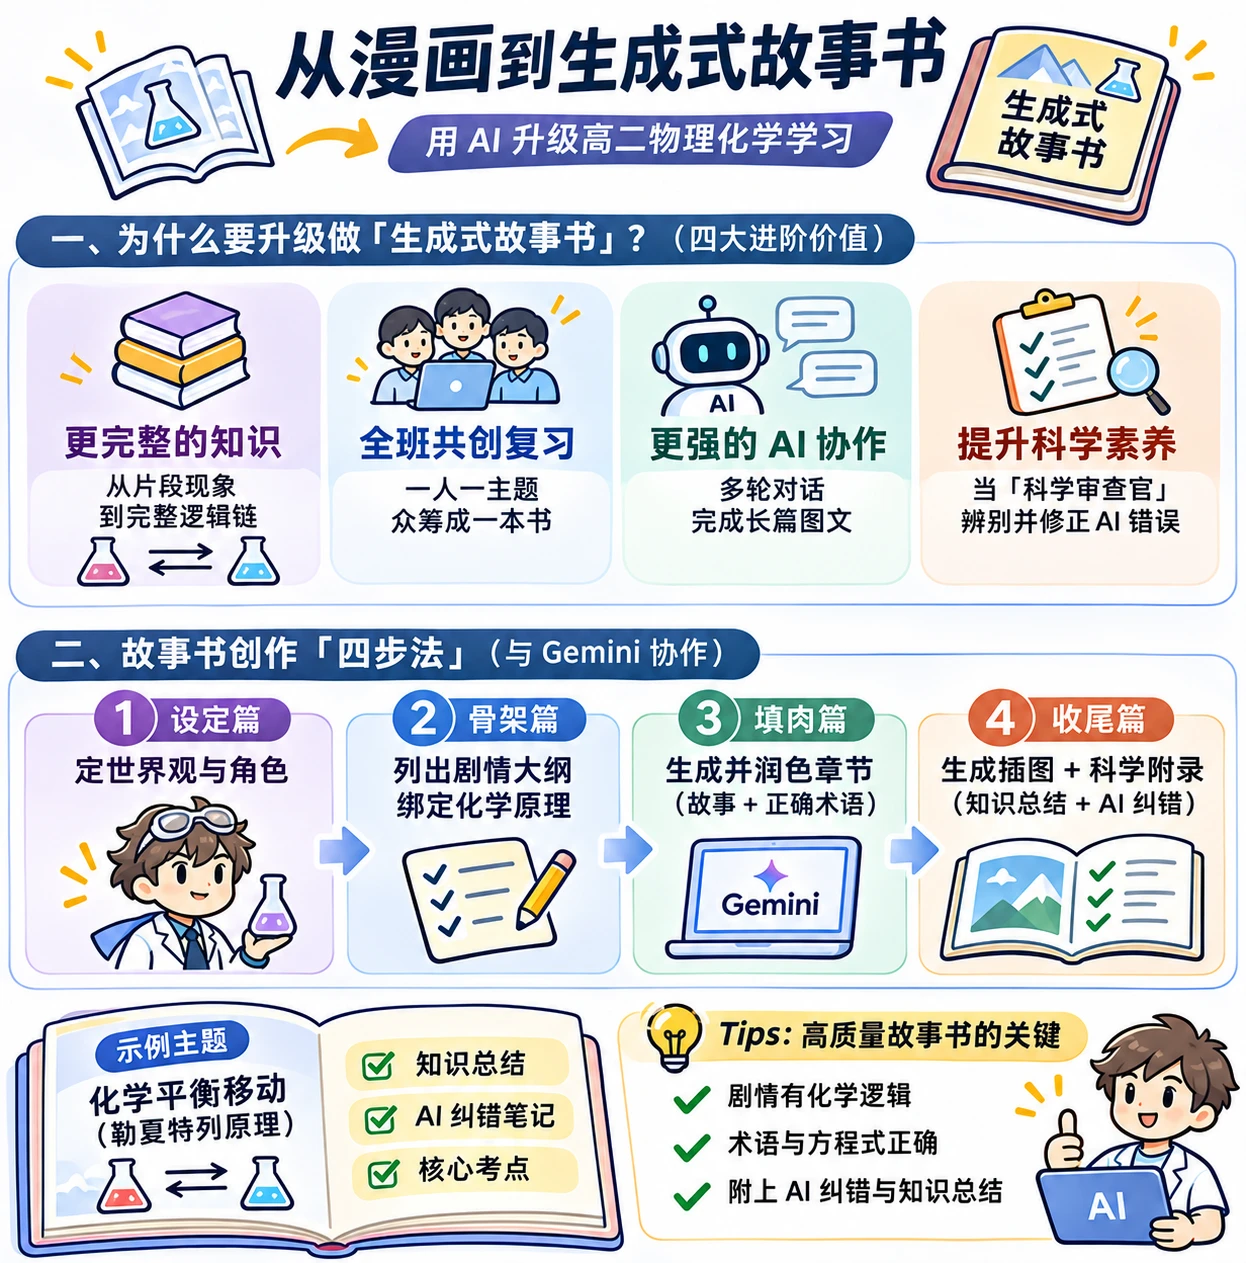 从漫画到生成式故事书
用 AI 升级高二物理化学学习
生成式
故事书
一、为什么要升级做「生成式故事书」？（四大进阶价值）
更完整的知识
从片段现象
到完整逻辑链
全班共创复习
一人一主题
众筹成一本书
AI
更强的 AI 协作
多轮对话
完成长篇图文
提升科学素养
当「科学审查官」
辨别并修正 AI 错误
二、故事书创作「四步法」（与 Gemini 协作）
1 设定篇
定世界观与角色
2 骨架篇
列出剧情大纲
绑定化学原理
3 填肉篇
生成并润色章节
（故事 + 正确术语）
Gemini
4 收尾篇
生成插图 + 科学附录
（知识总结 + AI 纠错）
示例主题
化学平衡移动
（勒夏特列原理）
知识总结
AI 纠错笔记
核心考点
Tips: 高质量故事书的关键
剧情有化学逻辑
术语与方程式正确
附上 AI 纠错与知识总结
AI